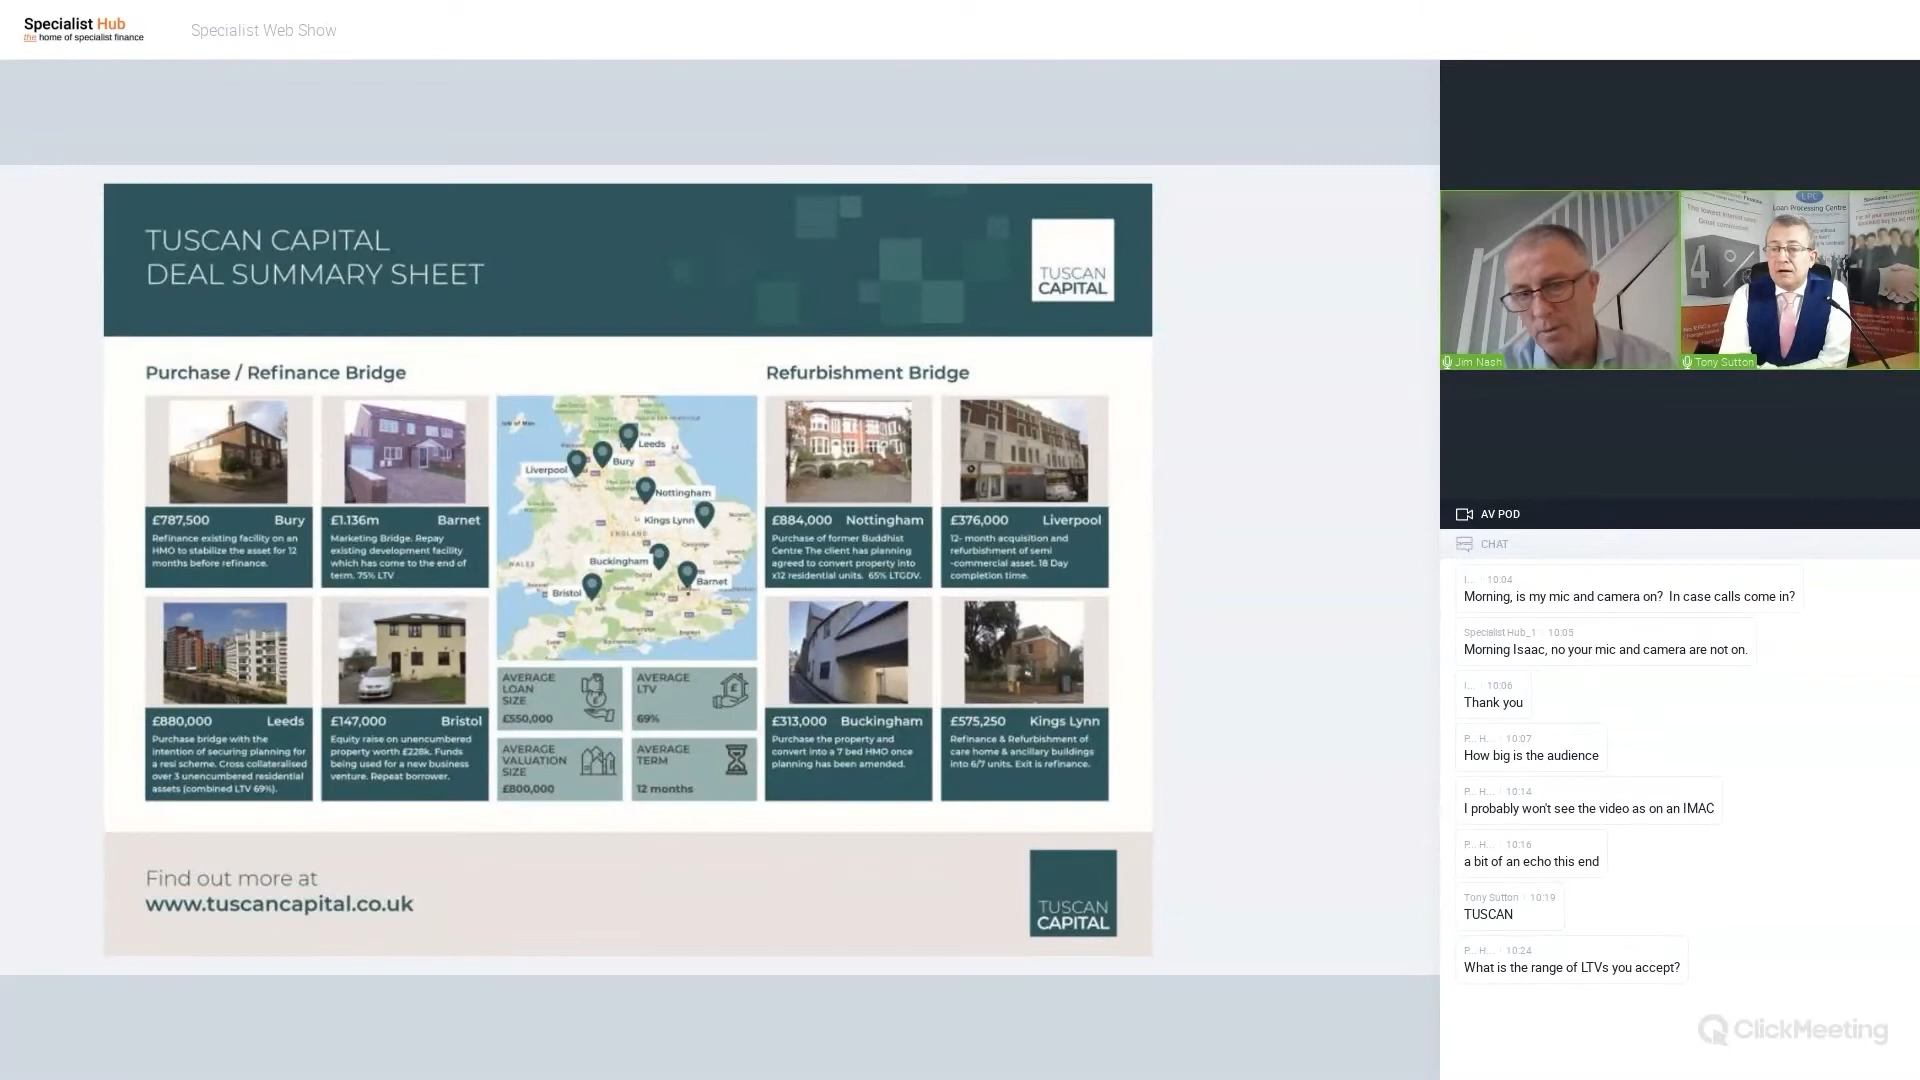 Specialist Hub
the home of specialist finance
Specialist Web Show
TUSCAN CAPITAL
DEAL SUMMARY SHEET
TUSCAN
CAPITAL
Purchase / Refinance Bridge
£787,500 Bury
Refinance existing facility on an
HMO to stabilize the asset for 12
months before refinance.
£1.136m Barnet
Marketing Bridge. Repay
existing development facility
which has come to the end of
term. 75% LTV
£880,000 Leeds
Purchase bridge with the
intention of securing planning for
a resi scheme. Cross collateralised
over 3 unencumbered residential
assets (combined LTV 69%).
£147,000 Bristol
Equity raise on unencumbered
property worth £228k. Funds
being used for a new business
venture. Repeat borrower.
Isle of Man
Leeds
Bury
Liverpool
Nottingham
Kings Lynn
ENGLAND
Buckingham
WALES
Barnet
Bristol
AVERAGE
LOAN
SIZE
£550,000
AVERAGE
LTV
69%
AVERAGE
VALUATION
SIZE
£800,000
AVERAGE
TERM
12 months
Refurbishment Bridge
£884,000 Nottingham
Purchase of former Buddhist
Centre The client has planning
agreed to convert property into
x12 residential units. 65% LTGDV.
£376,000 Liverpool
12- month acquisition and
refurbishment of semi
-commercial asset. 18 Day
completion time.
£313,000 Buckingham
Purchase the property and
convert into a 7 bed HMO once
planning has been amended.
£575,250 Kings Lynn
Refinance & Refurbishment of
care home & ancillary buildings
into 6/7 units. Exit is refinance.
Find out more at
www.tuscancapital.co.uk
TUSCAN
CAPITAL
LPC
Loan Processing Centre
4%
Jim Nash
Tony Sutton
AV POD
CHAT
I... 10:04
Morning, is my mic and camera on? In case calls come in?
Specialist Hub_1 10:05
Morning Isaac, no your mic and camera are not on.
I... 10:06
Thank you
P... H... 10:07
How big is the audience
P... H... 10:14
I probably won't see the video as on an IMAC
P... H... 10:16
a bit of an echo this end
Tony Sutton 10:19
TUSCAN
P... H... 10:24
What is the range of LTVs you accept?
ClickMeeting